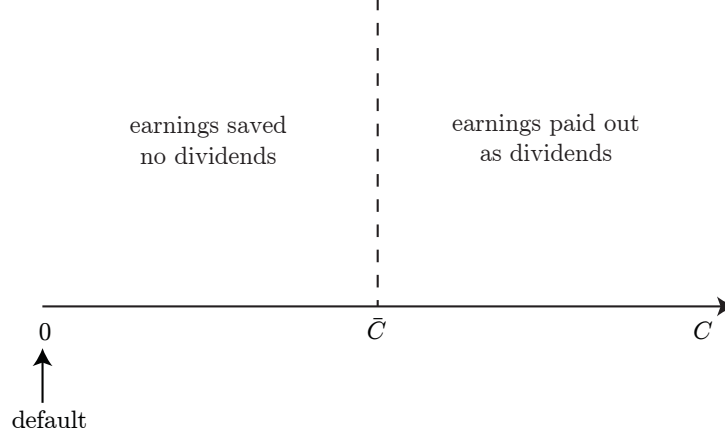 earnings saved
no dividends
earnings paid out
as dividends
0
C̄
C
default